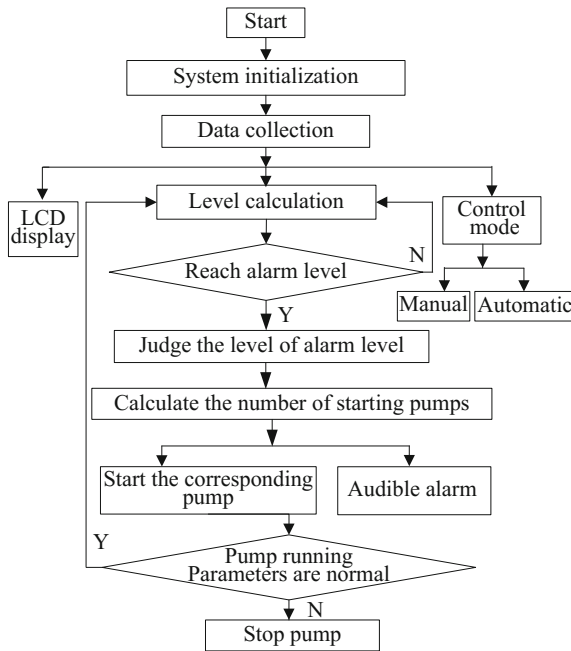 Start
System initialization
Data collection
LCD
display
Level calculation
Control
mode
N
Reach alarm level
Manual
Automatic
Y
Judge the level of alarm level
Calculate the number of starting pumps
Start the corresponding
pump
Audible alarm
Y
Pump running
Parameters are normal
N
Stop pump